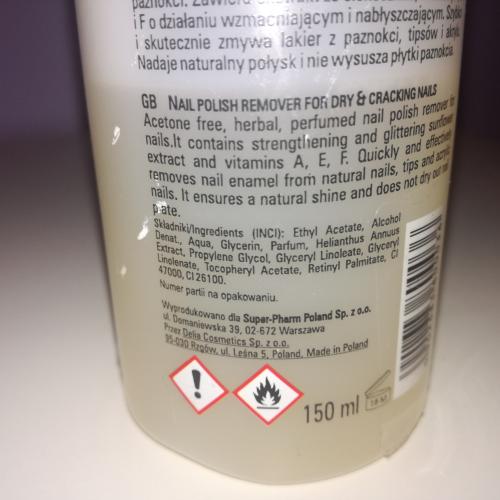 paznokci. Zawiera
i F o działaniu wzmacniającym i nabłyszczającym. Szybko
i skutecznie zmywa lakier z paznokci, tipsów i akrylu.
Nadaje naturalny połysk i nie wysusza płytki paznokcia.
GB NAIL POLISH REMOVER FOR DRY & CRACKING NAILS
Acetone free, herbal, perfumed nail polish remover for
nails.It contains strengthening and glittering sunflower
extract and vitamins A, E, F. Quickly and effectively
removes nail enamel from natural nails, tips and acrylic
nails. It ensures a natural shine and does not dry out nail
plate.
Składniki/Ingredients (INCI): Ethyl Acetate, Alcohol
Denat., Aqua, Glycerin, Parfum, Helianthus Annuus
Extract, Propylene Glycol, Glyceryl Linoleate, Glyceryl
Linolenate, Tocopheryl Acetate, Retinyl Palmitate, CI
47000, CI 26100.
Numer partii na opakowaniu.
Wyprodukowano dla Super-Pharm Poland Sp. z o.o.
ul. Domaniewska 39, 02-672 Warszawa
Przez Delia Cosmetics Sp. z o.o.
95-030 Rzgów, ul. Leśna 5, Poland, Made in Poland
150 ml
18 M